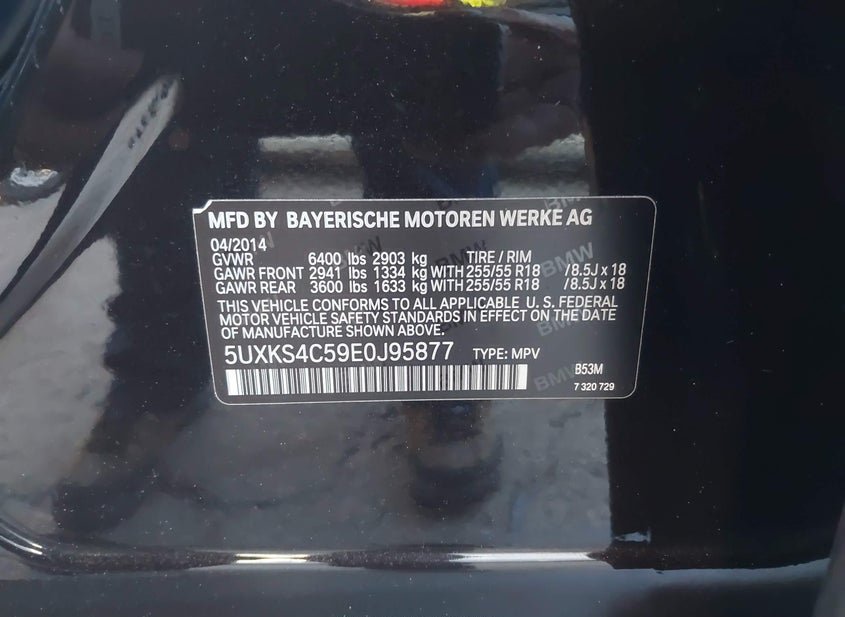 MFD BY BAYERISCHE MOTOREN WERKE AG
04/2014
GVWR 6400 lbs 2903 kg TIRE / RIM
GAWR FRONT 2941 lbs 1334 kg WITH 255/55 R18 /8.5J x 18
GAWR REAR 3600 lbs 1633 kg WITH 255/55 R18 /8.5J x 18
THIS VEHICLE CONFORMS TO ALL APPLICABLE U.S. FEDERAL
MOTOR VEHICLE SAFETY STANDARDS IN EFFECT ON THE DATE
OF MANUFACTURE SHOWN ABOVE.
5UXKS4C59E0J95877 TYPE: MPV
B53M
7 320 729